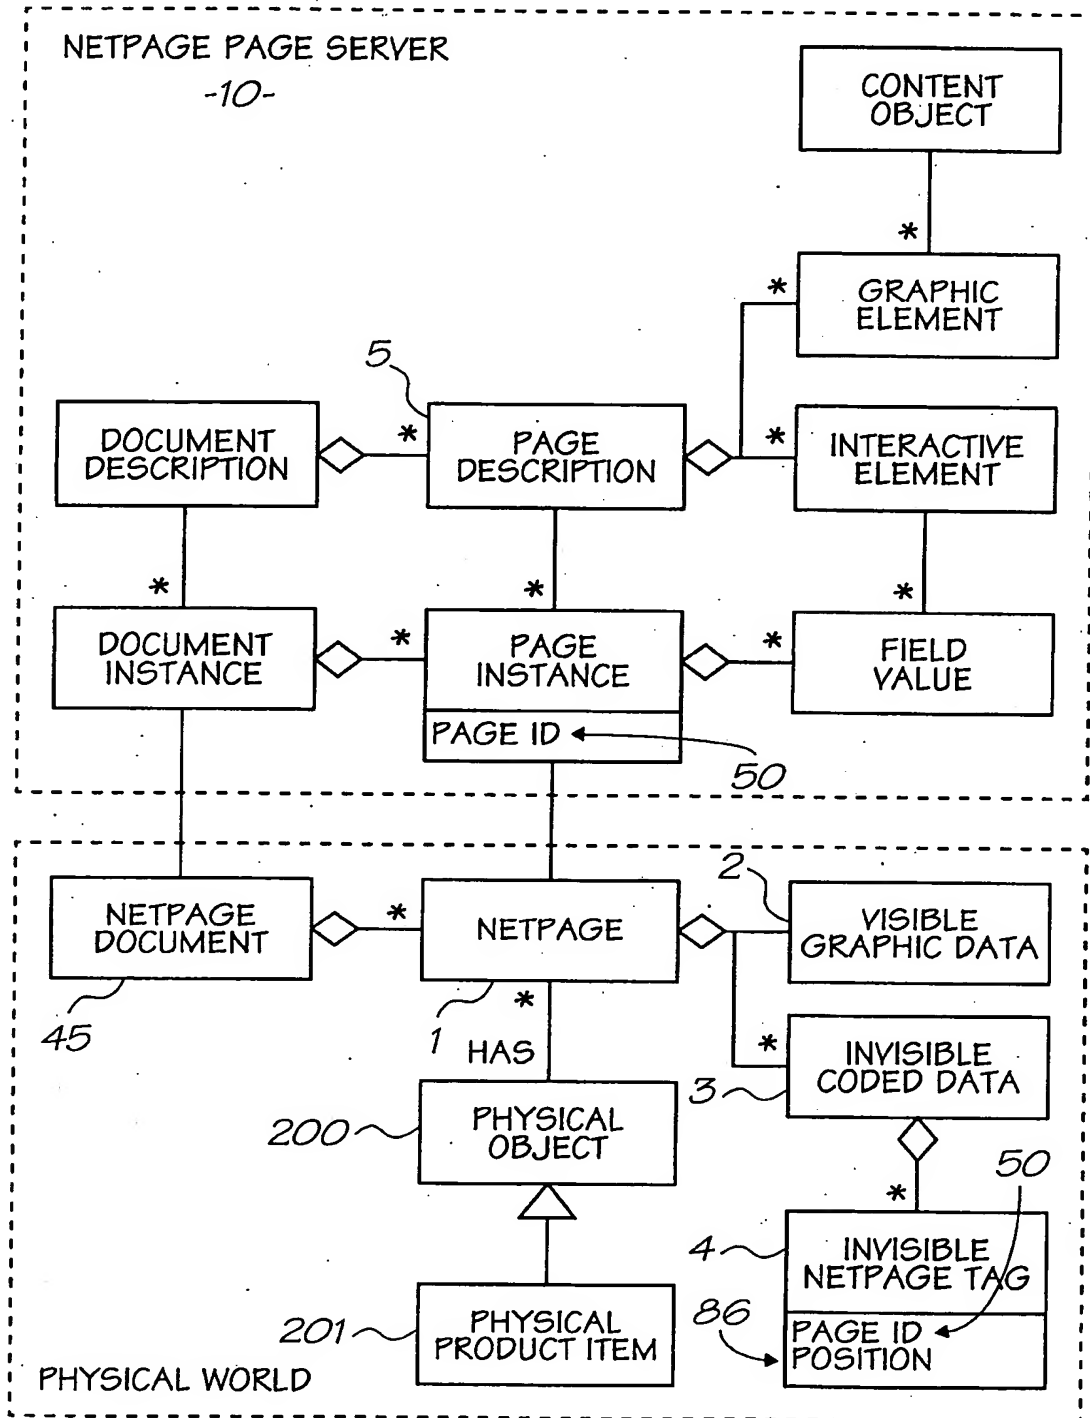 NETPAGE PAGE SERVER
-10-
CONTENT
OBJECT
*
GRAPHIC
ELEMENT
*
5
DOCUMENT
DESCRIPTION
*
PAGE
DESCRIPTION
*
INTERACTIVE
ELEMENT
*
*
*
DOCUMENT
INSTANCE
*
PAGE
INSTANCE
*
FIELD
VALUE
PAGE ID
50
NETPAGE
DOCUMENT
*
NETPAGE
2
VISIBLE
GRAPHIC DATA
45
1
*
HAS
*
INVISIBLE
CODED DATA
3
200
PHYSICAL
OBJECT
50
*
4
INVISIBLE
NETPAGE TAG
86
PAGE ID
POSITION
201
PHYSICAL
PRODUCT ITEM
PHYSICAL WORLD